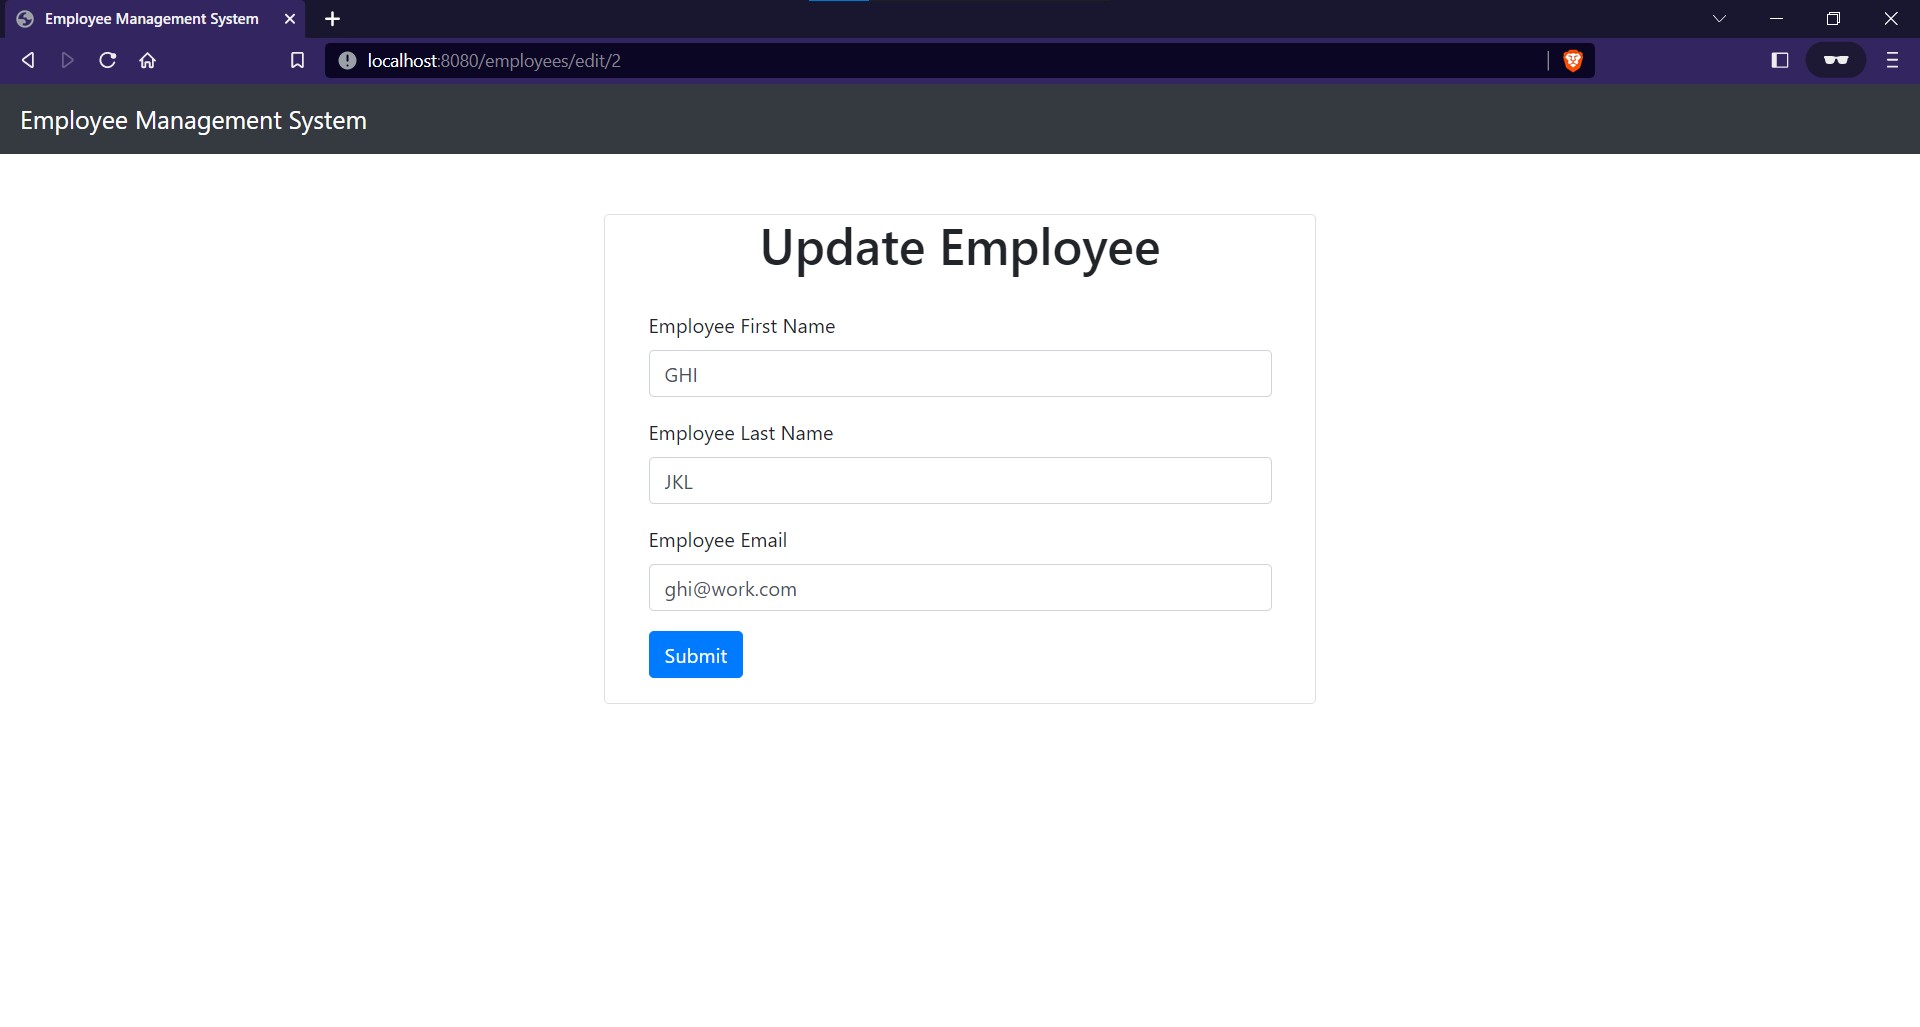 Employee Management System
localhost:8080/employees/edit/2
Employee Management System
Update Employee
Employee First Name
GHI
Employee Last Name
JKL
Employee Email
ghi@work.com
Submit